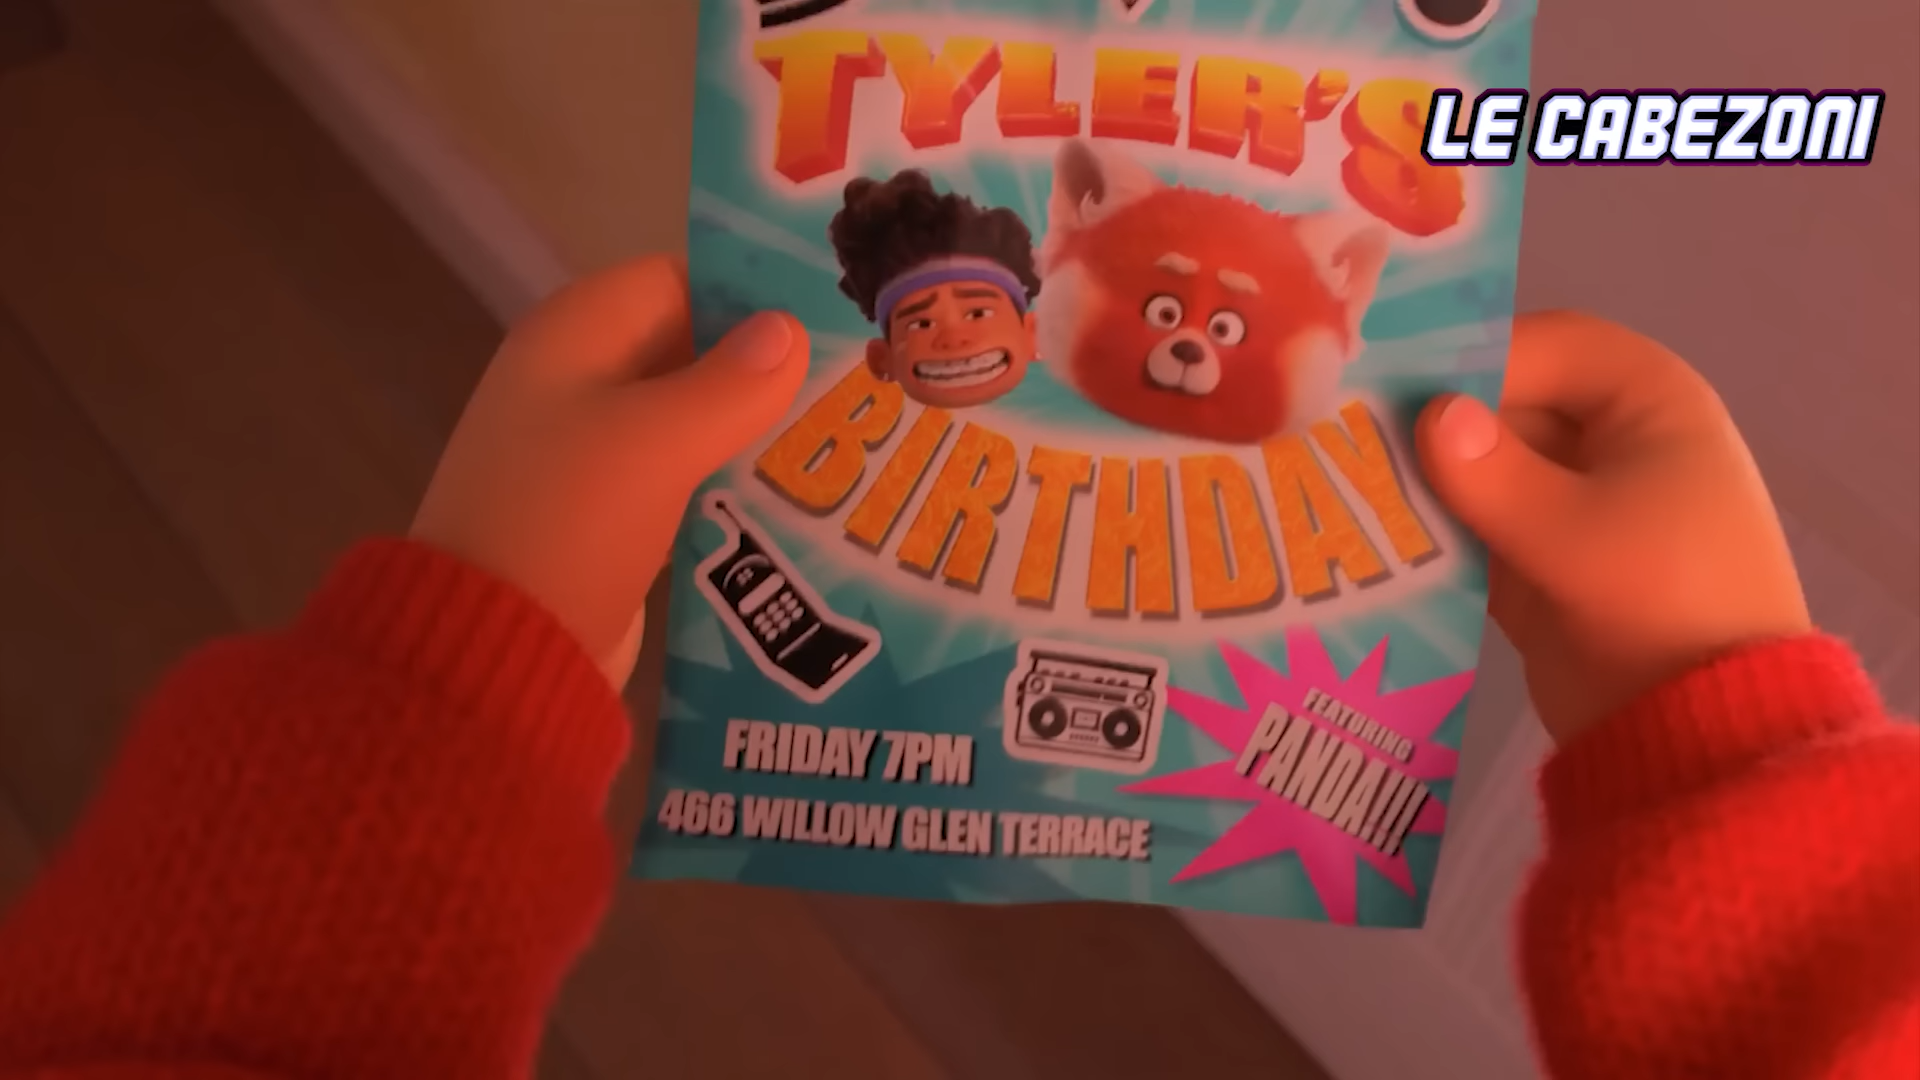 TYLER'S
LE CABEZONI
BIRTHDAY
FRIDAY 7PM
466 WILLOW GLEN TERRACE
FEATURING
PANDA!!!